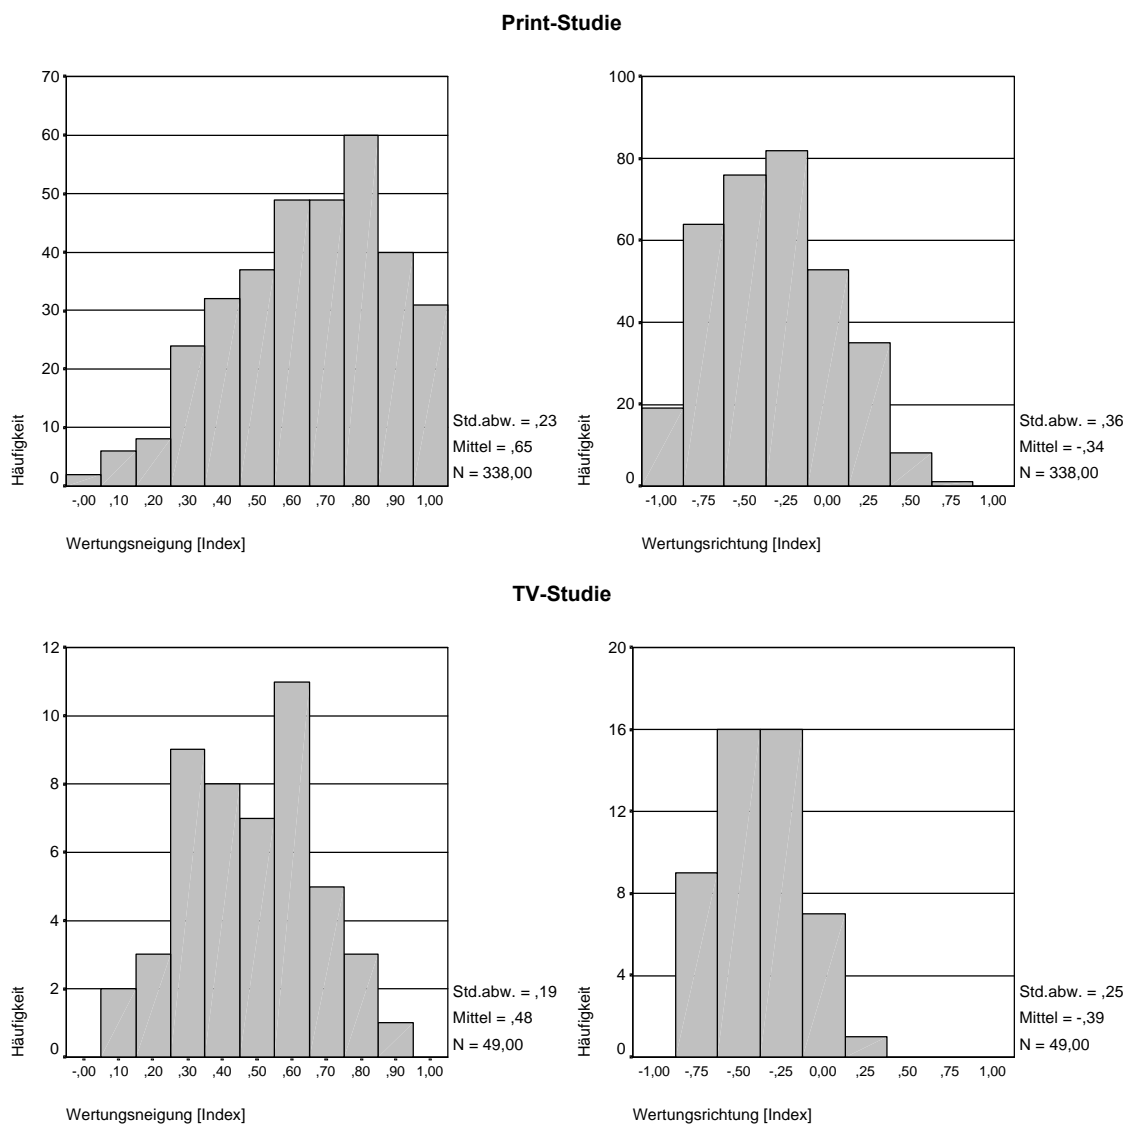 Print-Studie
70
60
50
40
30
20
10
0
Häufigkeit
-,00 ,10 ,20 ,30 ,40 ,50 ,60 ,70 ,80 ,90 1,00
Wertungsneigung [Index]
Std.abw. = ,23
Mittel = ,65
N = 338,00
100
80
60
40
20
0
Häufigkeit
-1,00 -,75 -,50 -,25 0,00 ,25 ,50 ,75 1,00
Wertungsrichtung [Index]
Std.abw. = ,36
Mittel = -,34
N = 338,00
TV-Studie
12
10
8
6
4
2
0
Häufigkeit
-,00 ,10 ,20 ,30 ,40 ,50 ,60 ,70 ,80 ,90 1,00
Wertungsneigung [Index]
Std.abw. = ,19
Mittel = ,48
N = 49,00
20
16
12
8
4
0
Häufigkeit
-1,00 -,75 -,50 -,25 0,00 ,25 ,50 ,75 1,00
Wertungsrichtung [Index]
Std.abw. = ,25
Mittel = -,39
N = 49,00